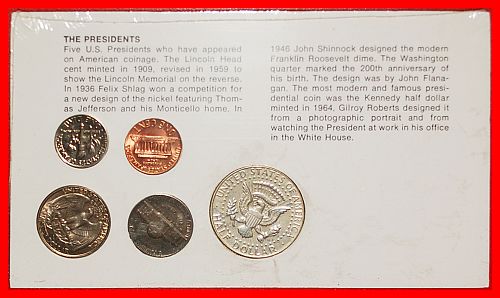 THE PRESIDENTS
Five U.S. Presidents who have appeared
on American coinage. The Lincoln Head
cent minted in 1909, revised in 1959 to
show the Lincoln Memorial on the reverse.
In 1936 Felix Shlag won a competition for
a new design of the nickel featuring Thom-
as Jefferson and his Monticello home. In
1946 John Shinnock designed the modern
Franklin Roosevelt dime. The Washington
quarter marked the 200th anniversary of
his birth. The design was by John Flana-
gan. The most modern and famous presi-
dential coin was the Kennedy half dollar
minted in 1964, Gilroy Roberts designed it
from a photographic portrait and from
watching the President at work in his office
in the White House.
UNITED STATES OF AMERICA
HALF DOLLAR